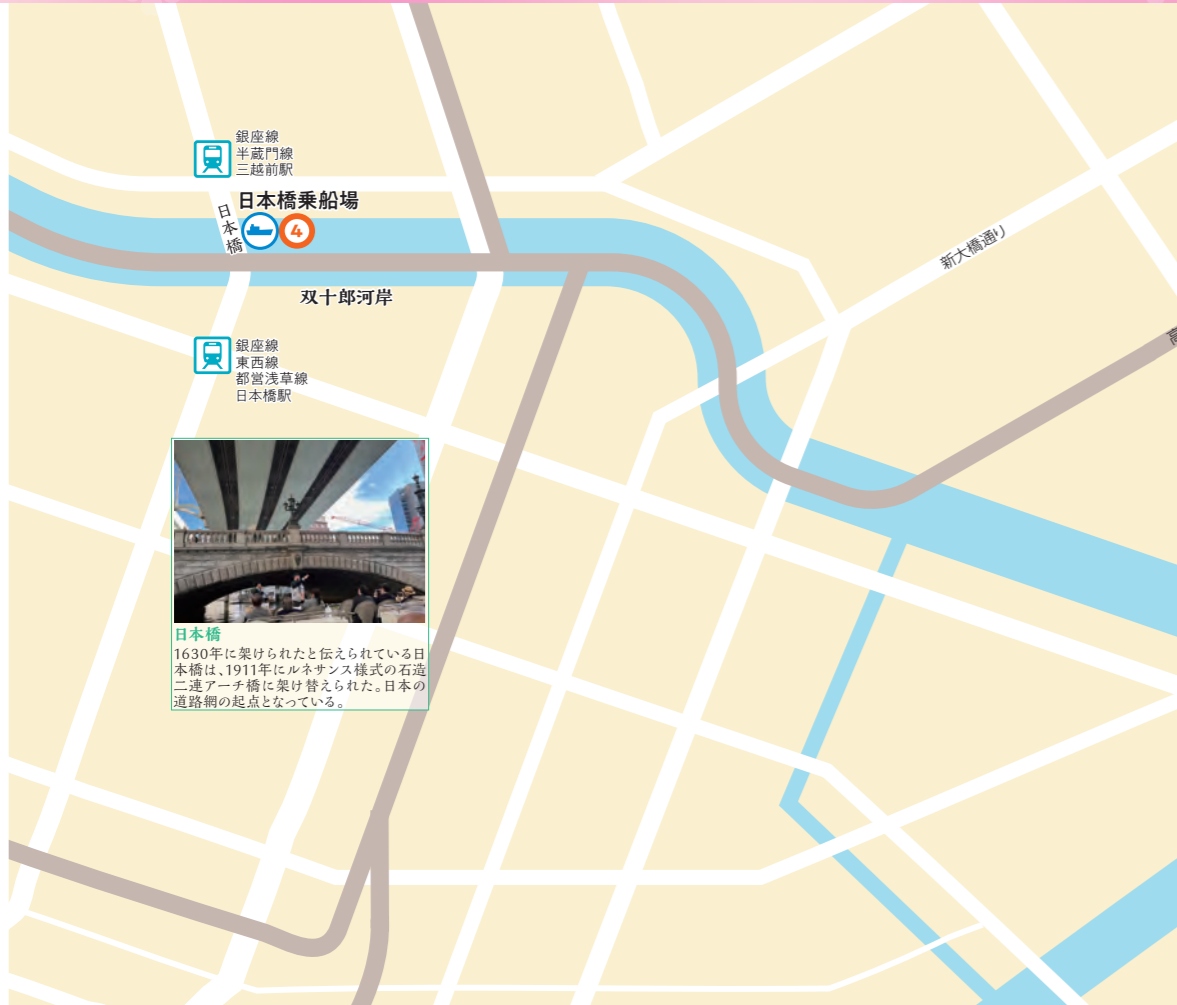 銀座線
半蔵門線
三越前駅
日本橋乗船場
4
日本橋
双十郎河岸
新大橋通り
高
銀座線
東西線
都営浅草線
日本橋駅
日本橋
1630年に架けられたと伝えられている日
本橋は、1911年にルネサンス様式の石造
二連アーチ橋に架け替えられた。日本の
道路網の起点となっている。